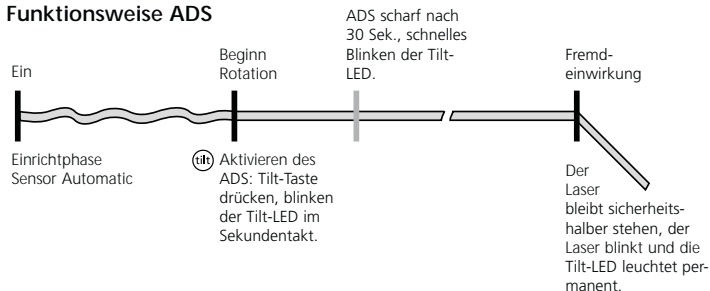 Funktionsweise ADS
Ein
Einrichtphase
Sensor Automatic
Beginn
Rotation
tilt Aktivieren des
ADS: Tilt-Taste
drücken, blinken
der Tilt-LED im
Sekundentakt.
ADS scharf nach
30 Sek., schnelles
Blinken der Tilt-
LED.
Fremd-
einwirkung
Der
Laser
bleibt sicherheits-
halber stehen, der
Laser blinkt und die
Tilt-LED leuchtet per-
manent.